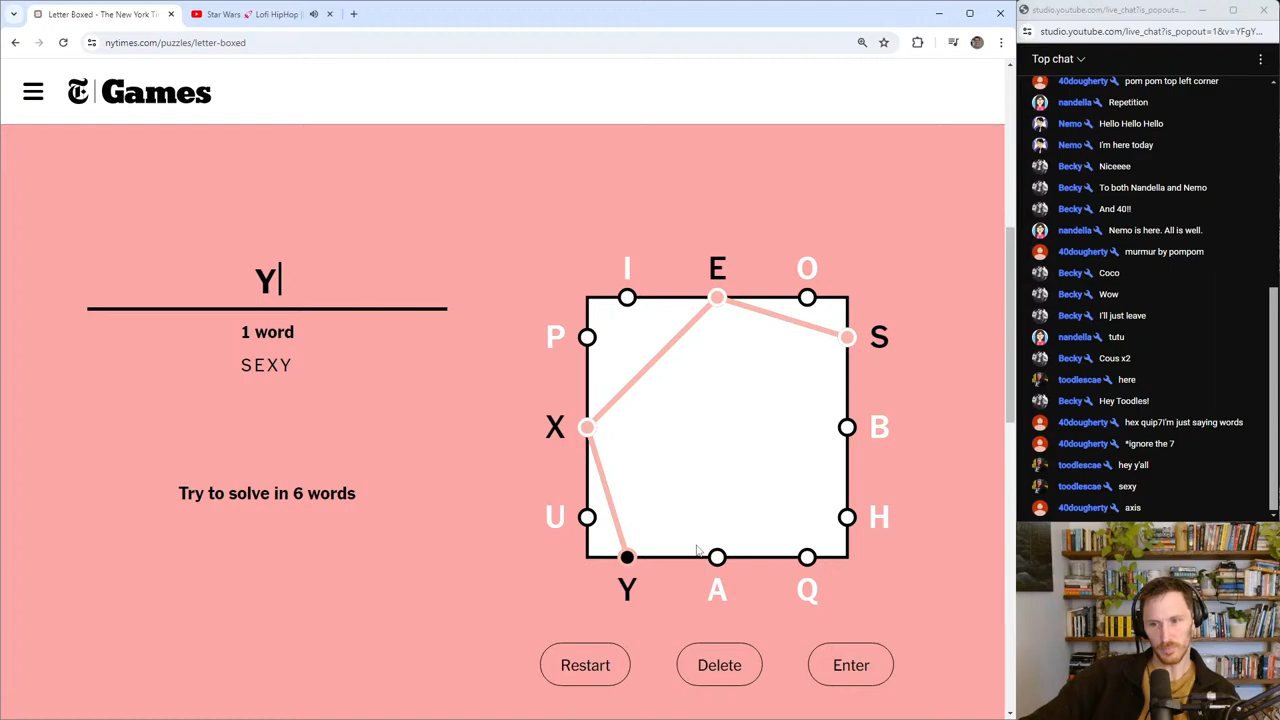 Letter Boxed - The New York Ti
Star Wars 🚀 Lofi HipHop |
studio.youtube.com/live_chat?is_popout=...
nytimes.com/puzzles/letter-boxed
studio.youtube.com/live_chat?is_popout=1&v=YFgY...
T Games
Top chat
40dougherty pom pom top left corner
nandella Repetition
Nemo Hello Hello Hello
Nemo I'm here today
Becky Niceeee
Becky To both Nandella and Nemo
Becky And 40!!
nandella Nemo is here. All is well.
40dougherty murmur by pompom
Becky Coco
Becky Wow
Becky I'll just leave
nandella tutu
Becky Cous x2
toodlescae here
Becky Hey Toodles!
40dougherty hex quip7I'm just saying words
40dougherty *ignore the 7
toodlescae hey y'all
toodlescae sexy
40dougherty axis
Y
1 word
SEXY
Try to solve in 6 words
I E O
P S
X B
U H
Y A Q
Restart Delete Enter